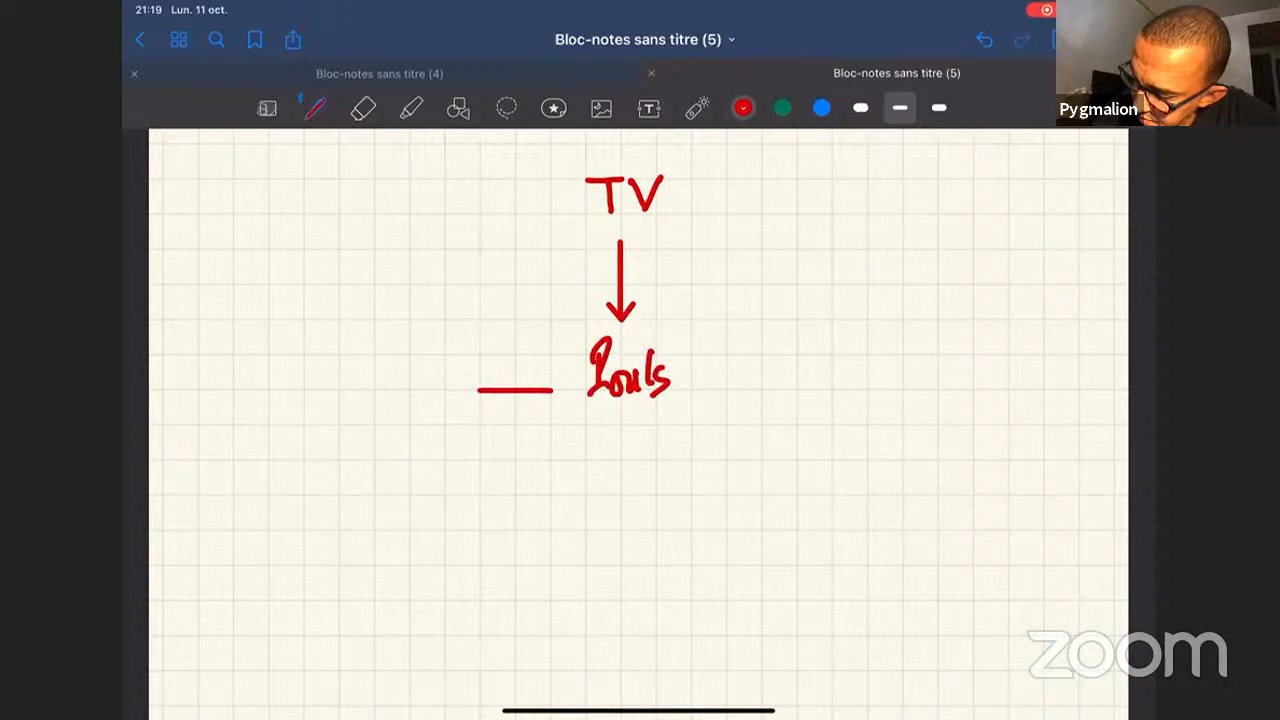 21:19 Lun. 11 oct.
Bloc-notes sans titre (5)
Bloc-notes sans titre (4) Bloc-notes sans titre (5)
Pygmalion
TV
zoom